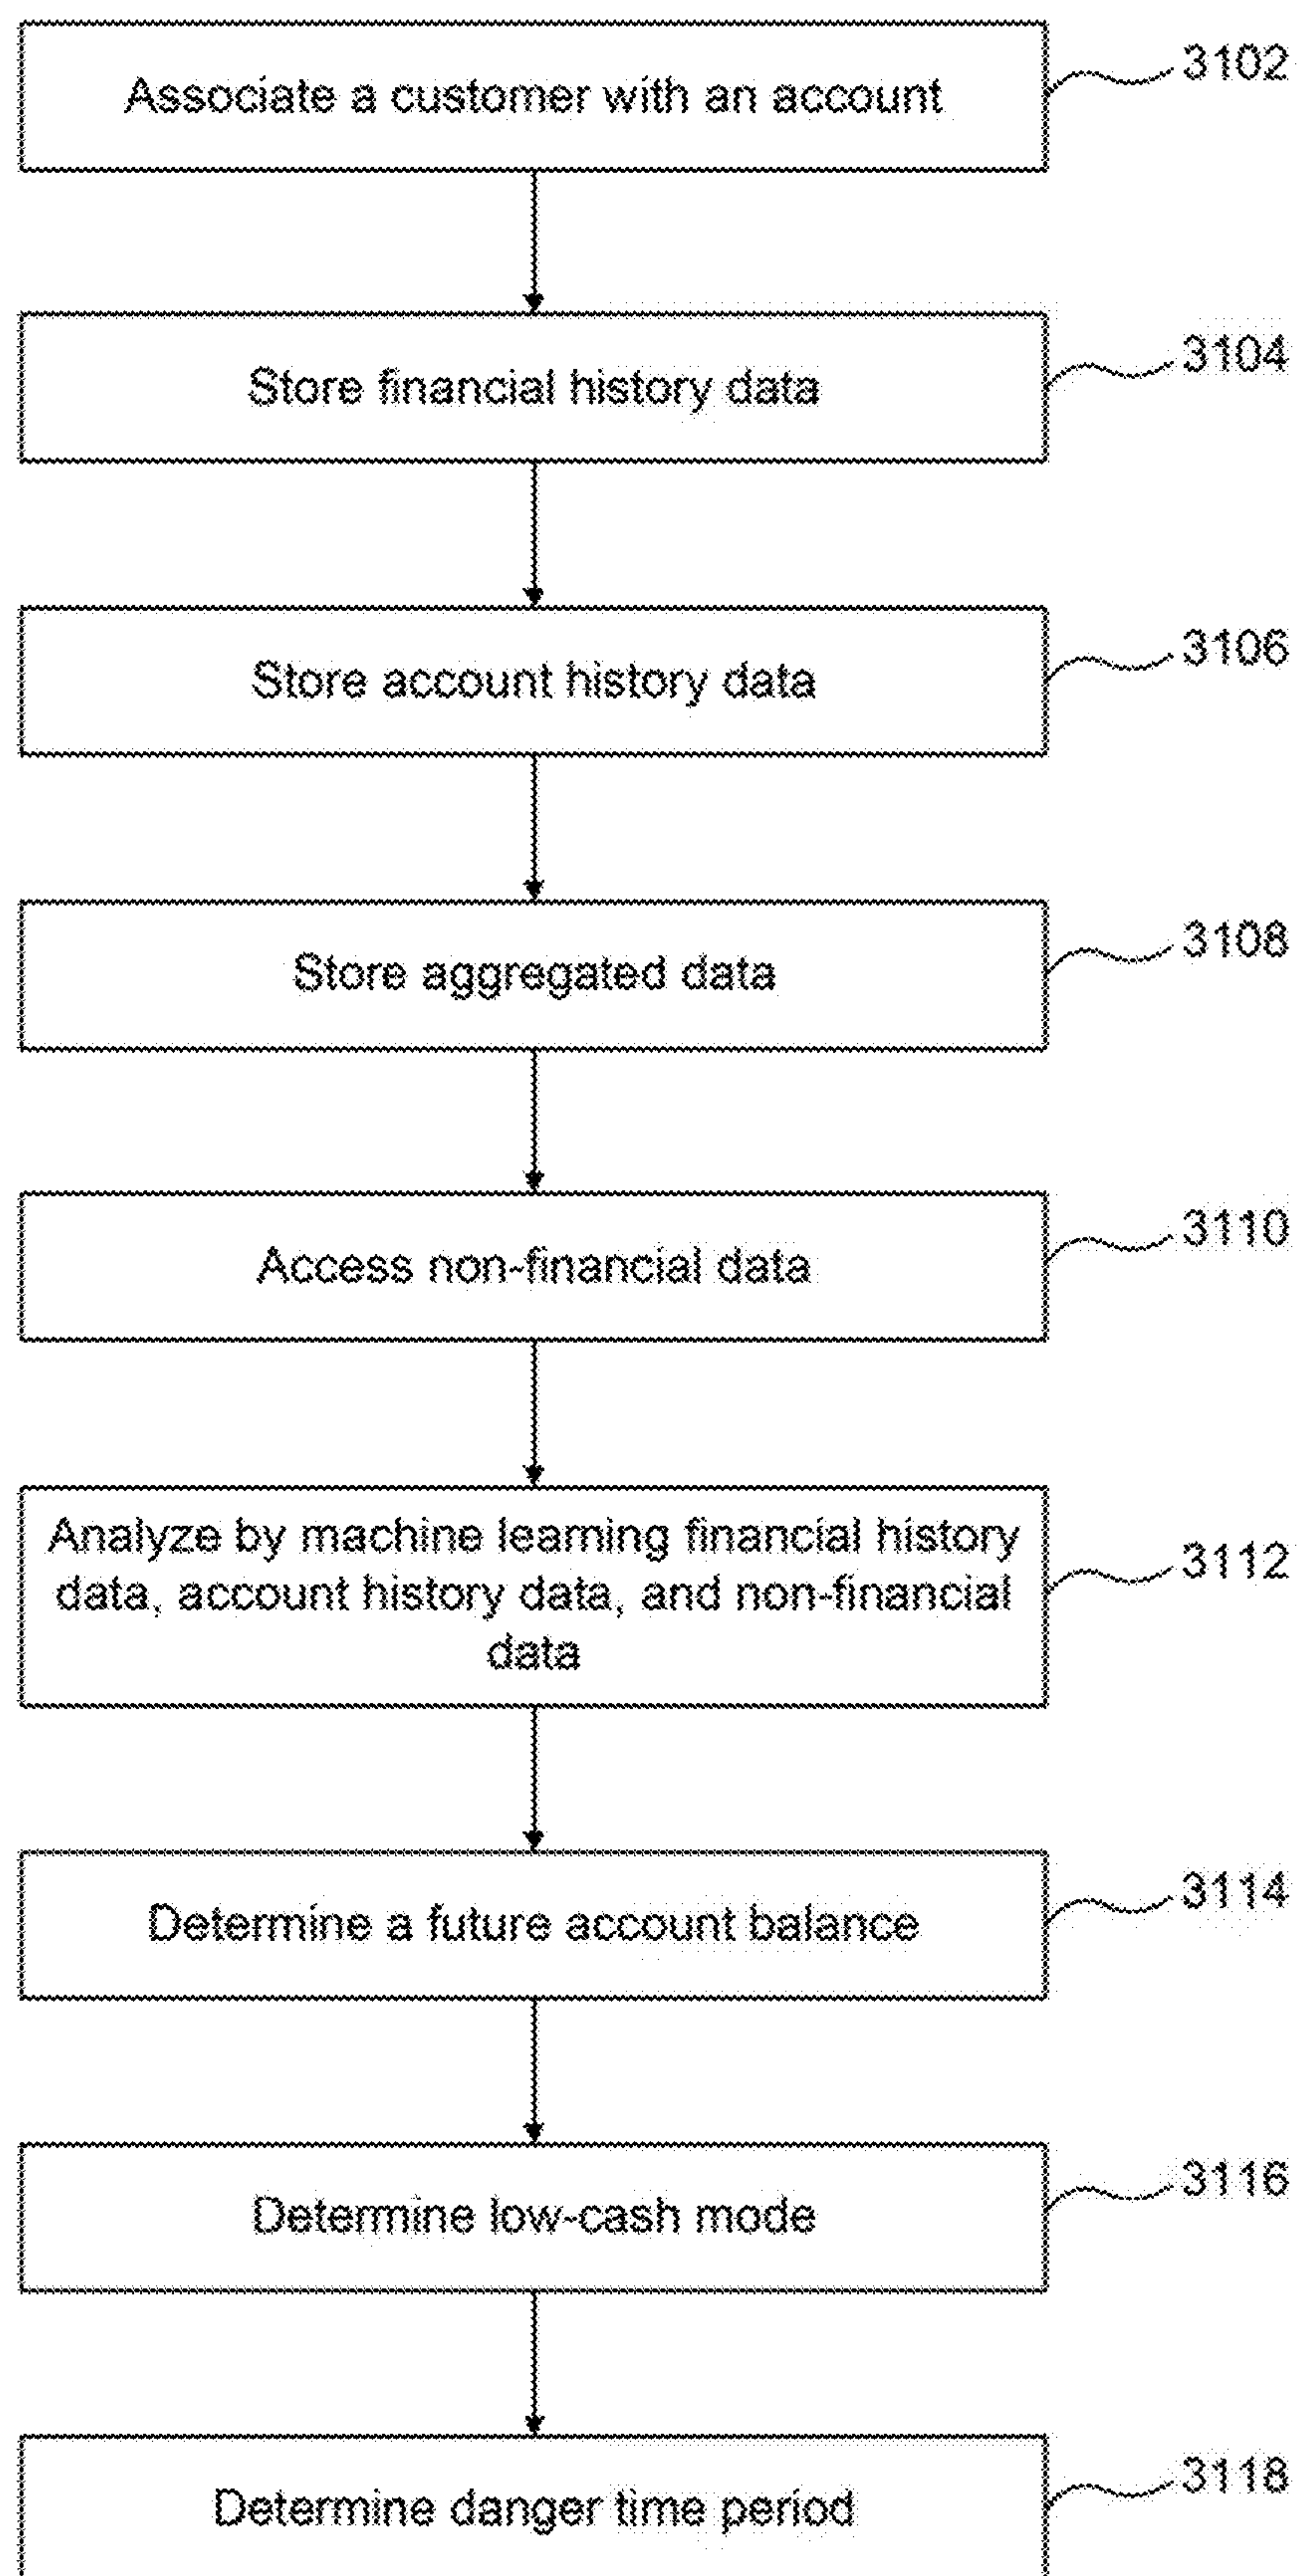 Associate a customer with an account
3102
Store financial history data
3104
Store account history data
3106
Store aggregated data
3108
Access non-financial data
3110
Analyze by machine learning financial history
data, account history data, and non-financial
data
3112
Determine a future account balance
3114
Determine low-cash mode
3116
Determine danger time period
3118